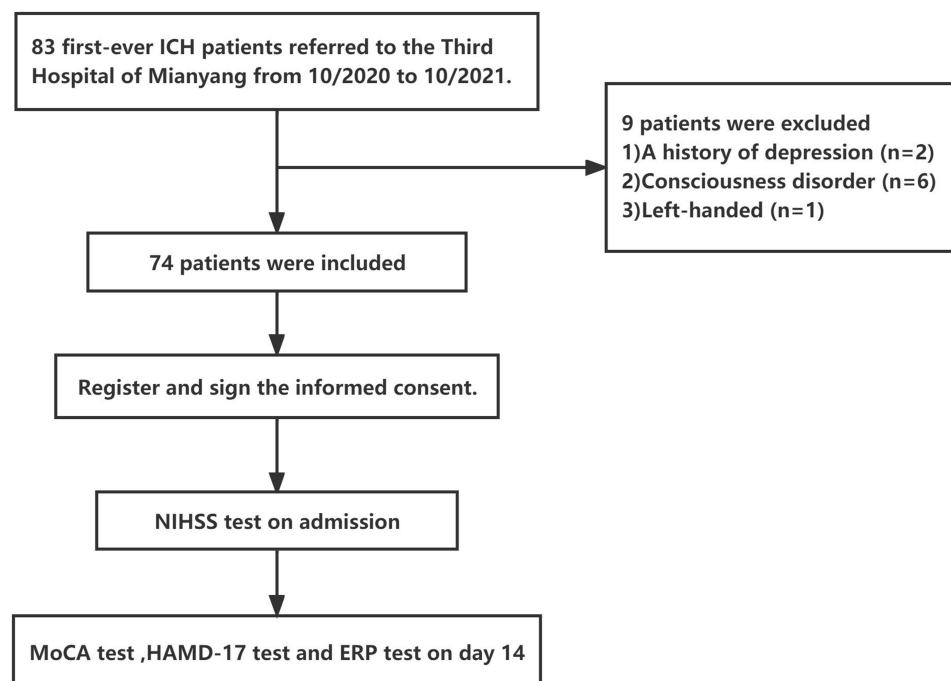 83 first-ever ICH patients referred to the Third
Hospital of Mianyang from 10/2020 to 10/2021.
9 patients were excluded
1)A history of depression (n=2)
2)Consciousness disorder (n=6)
3)Left-handed (n=1)
74 patients were included
Register and sign the informed consent.
NIHSS test on admission
MoCA test ,HAMD-17 test and ERP test on day 14